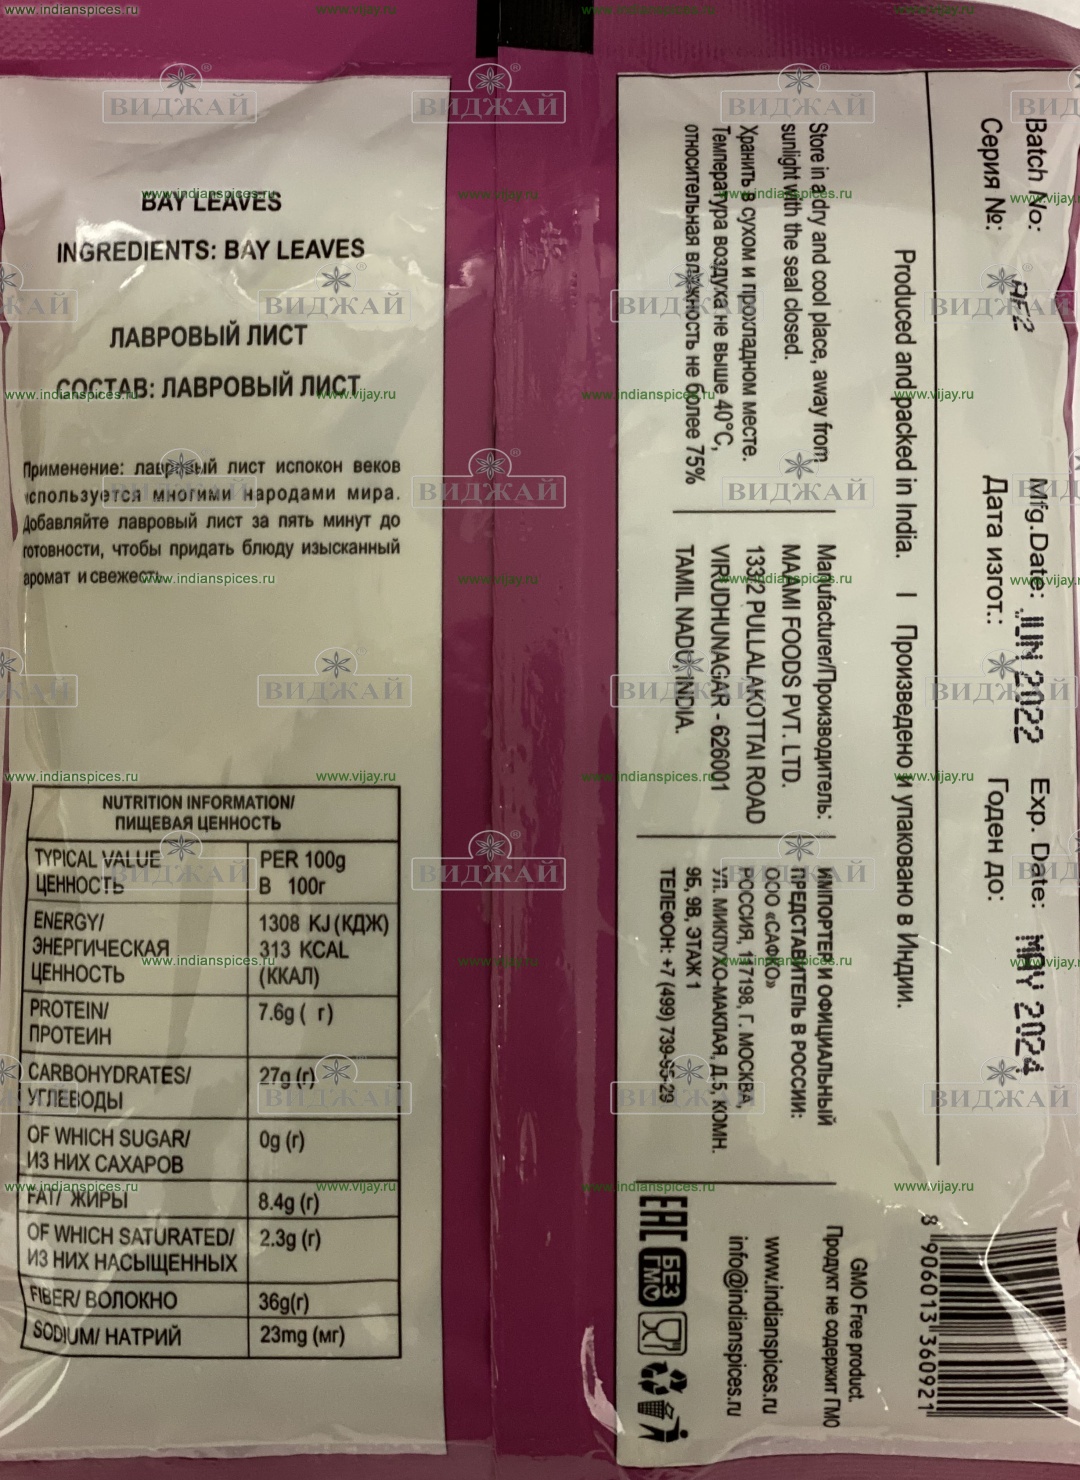 BAY LEAVES
INGREDIENTS: BAY LEAVES
ЛАВРОВЫЙ ЛИСТ
СОСТАВ: ЛАВРОВЫЙ ЛИСТ
Применение: лавровый лист испокон веков
используется многими народами мира.
Добавляйте лавровый лист за пять минут до
готовности, чтобы придать блюду изысканный
аромат и свежесть
NUTRITION INFORMATION/
ПИЩЕВАЯ ЦЕННОСТЬ
TYPICAL VALUE PER 100g
ЦЕННОСТЬ В 100г
ENERGY/ 1308 KJ (КДЖ)
ЭНЕРГИЧЕСКАЯ 313 KCAL
ЦЕННОСТЬ (ККАЛ)
PROTEIN/ 7.6g ( г)
ПРОТЕИН
CARBOHYDRATES/ 27g (г)
УГЛЕВОДЫ
OF WHICH SUGAR/ 0g (г)
ИЗ НИХ САХАРОВ
FAT/ ЖИРЫ 8.4g (г)
OF WHICH SATURATED/ 2.3g (г)
ИЗ НИХ НАСЫЩЕННЫХ
FIBER/ ВОЛОКНО 36g(г)
SODIUM/ НАТРИЙ 23mg (мг)
Batch No: Mfg.Date: JUN 2022 Exp. Date: MAY 2024
Серия №: Дата изгот.: Годен до:
Produced and packed in India. I Произведено и упаковано в Индии.
Store in a dry and cool place, away from
sunlight with the seal closed.
Хранить в сухом и прохладном месте.
Температура воздуха не выше 40°С,
относительная влажность не более 75%
Manufacturer/Производитель:
MAAMI FOODS PVT. LTD.
133/2 PULLALAKOTTAI ROAD
VIRUDHUNAGAR - 626001
TAMIL NADU INDIA.
ИМПОРТЕР И ОФИЦИАЛЬНЫЙ
ПРЕДСТАВИТЕЛЬ В РОССИИ:
ООО «САФКО»
РОССИЯ, 117198, Г. МОСКВА,
УЛ. МИКЛУХО-МАКЛАЯ, Д.5, КОМН.
9Б, 9В, ЭТАЖ 1
ТЕЛЕФОН: +7 (499) 739-95-29
GMO Free product.
Продукт не содержит ГМО
www.indianspices.ru
info@indianspices.ru
EAC
БЕЗ
ГМО
8 906013 360921
www.indianspices.ru
www.vijay.ru
ВИДЖАЙ